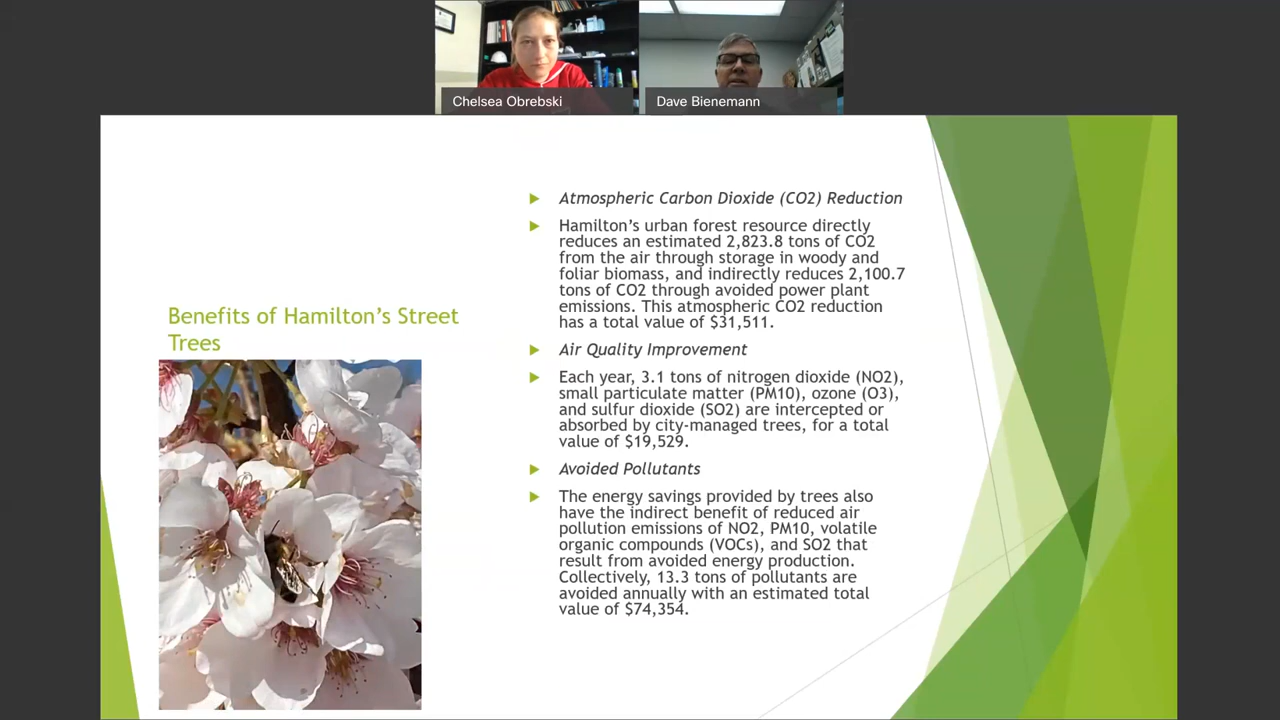 Chelsea Obrebski
Dave Bienemann
Benefits of Hamilton's Street
Trees
Atmospheric Carbon Dioxide (CO2) Reduction
Hamilton's urban forest resource directly
reduces an estimated 2,823.8 tons of CO2
from the air through storage in woody and
foliar biomass, and indirectly reduces 2,100.7
tons of CO2 through avoided power plant
emissions. This atmospheric CO2 reduction
has a total value of $31,511.
Air Quality Improvement
Each year, 3.1 tons of nitrogen dioxide (NO2),
small particulate matter (PM10), ozone (O3),
and sulfur dioxide (SO2) are intercepted or
absorbed by city-managed trees, for a total
value of $19,529.
Avoided Pollutants
The energy savings provided by trees also
have the indirect benefit of reduced air
pollution emissions of NO2, PM10, volatile
organic compounds (VOCs), and SO2 that
result from avoided energy production.
Collectively, 13.3 tons of pollutants are
avoided annually with an estimated total
value of $74,354.